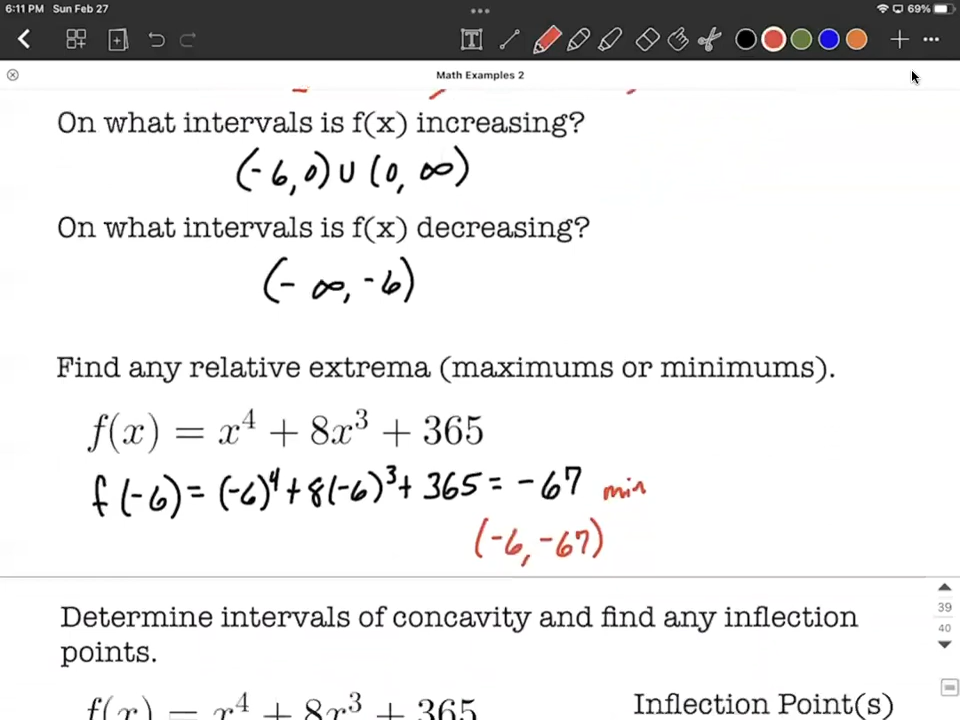 6:11 PM Sun Feb 27
69%
Math Examples 2
On what intervals is f(x) increasing?
(-6,0) ∪ (0, ∞)
On what intervals is f(x) decreasing?
(-∞, -6)
Find any relative extrema (maximums or minimums).
f(x) = x⁴ + 8x³ + 365
f(-6) = (-6)⁴ + 8(-6)³ + 365 = -67 min
(-6, -67)
39
40
Determine intervals of concavity and find any inflection
points.
f(x) = x⁴ + 8x³ + 365
Inflection Point(s)